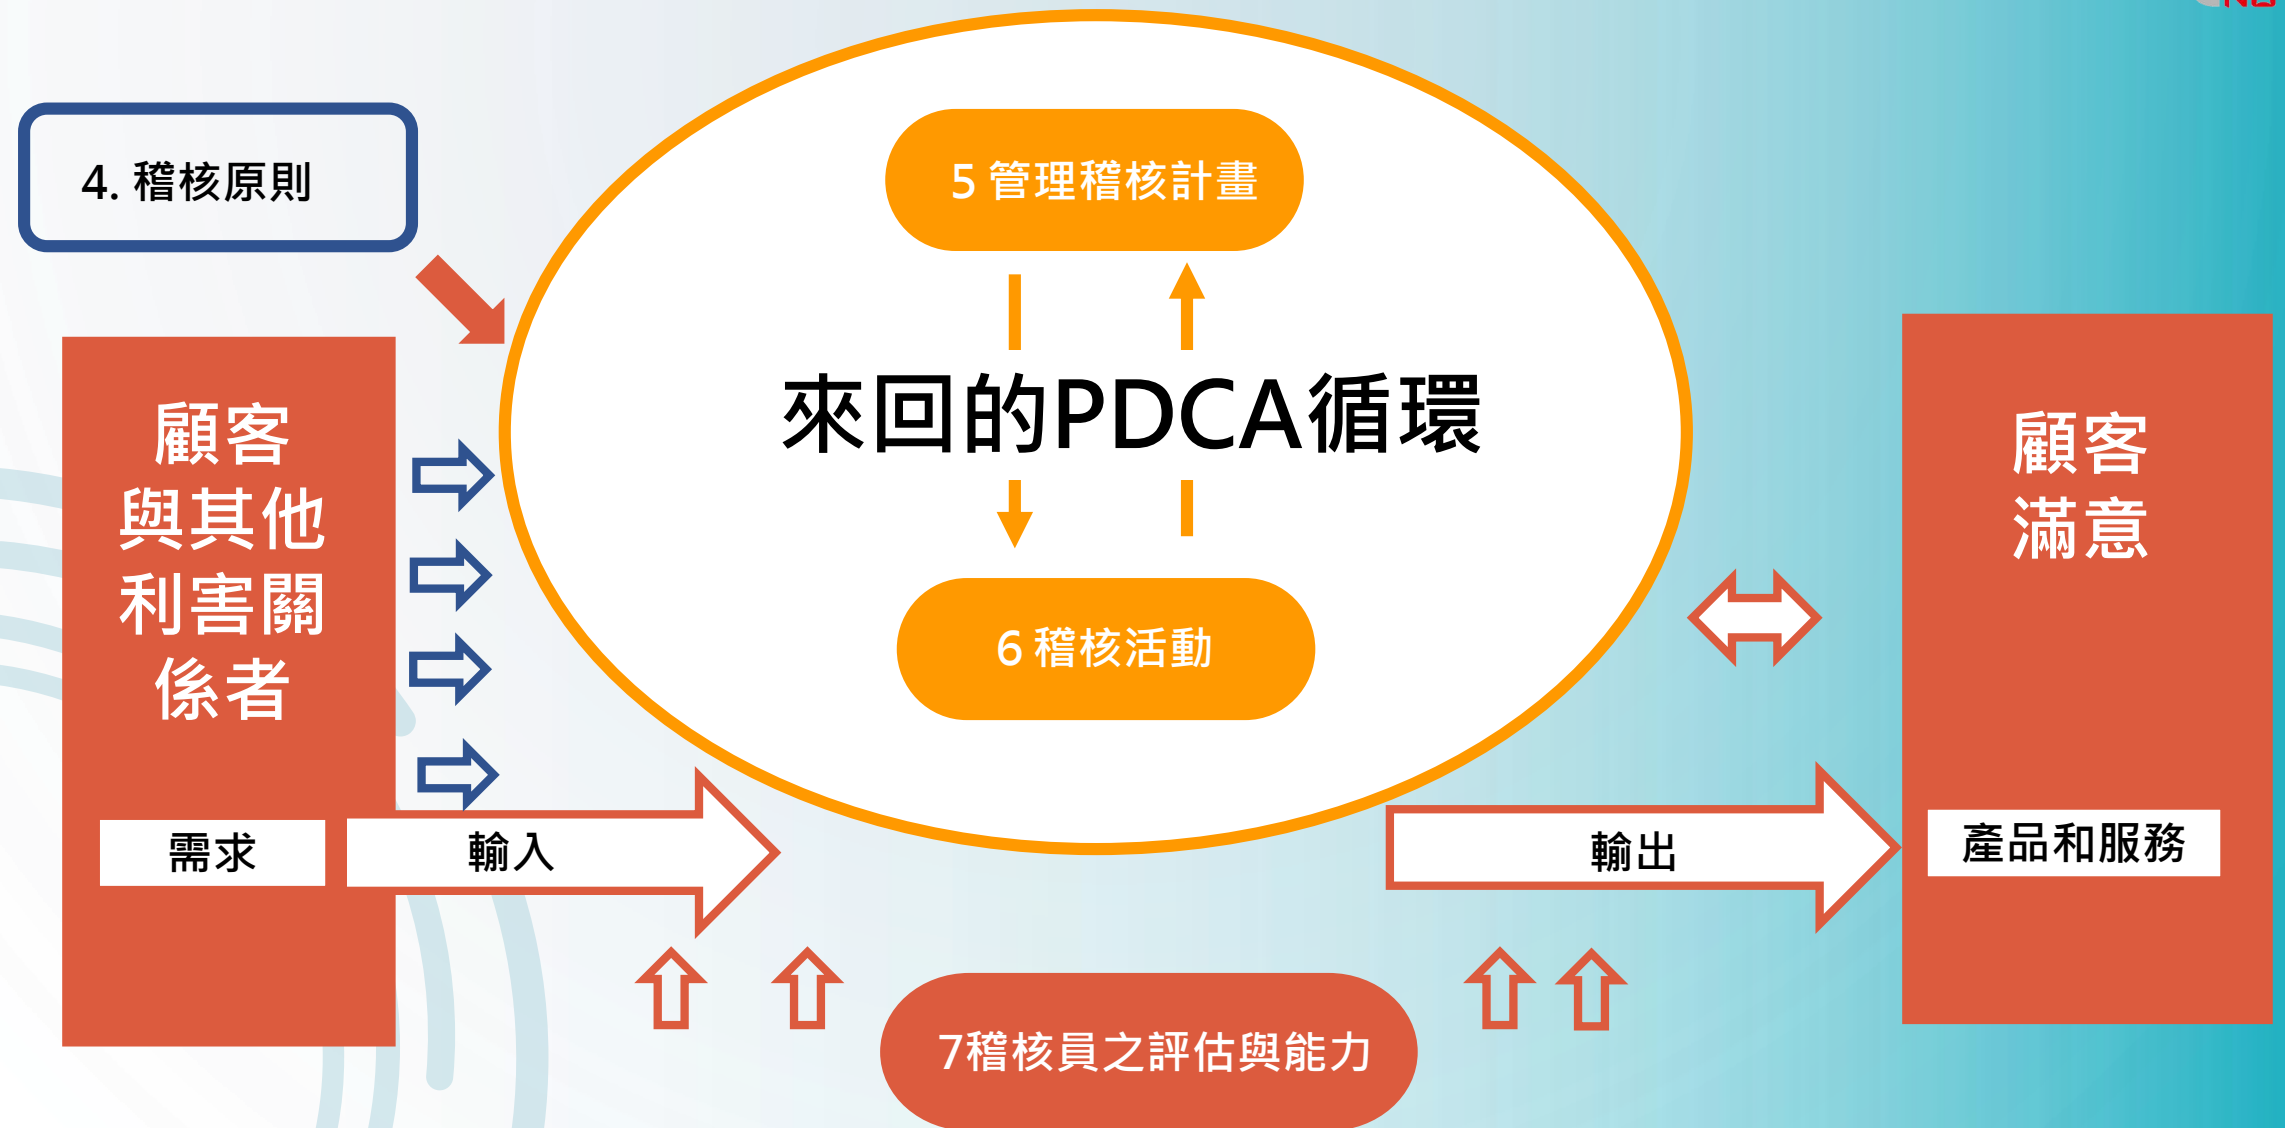 4. 稽核原則
5 管理稽核計畫
來回的PDCA循環
6 稽核活動
顧客
與其他
利害關
係者
需求
輸入
顧客
滿意
輸出
產品和服務
7稽核員之評估與能力